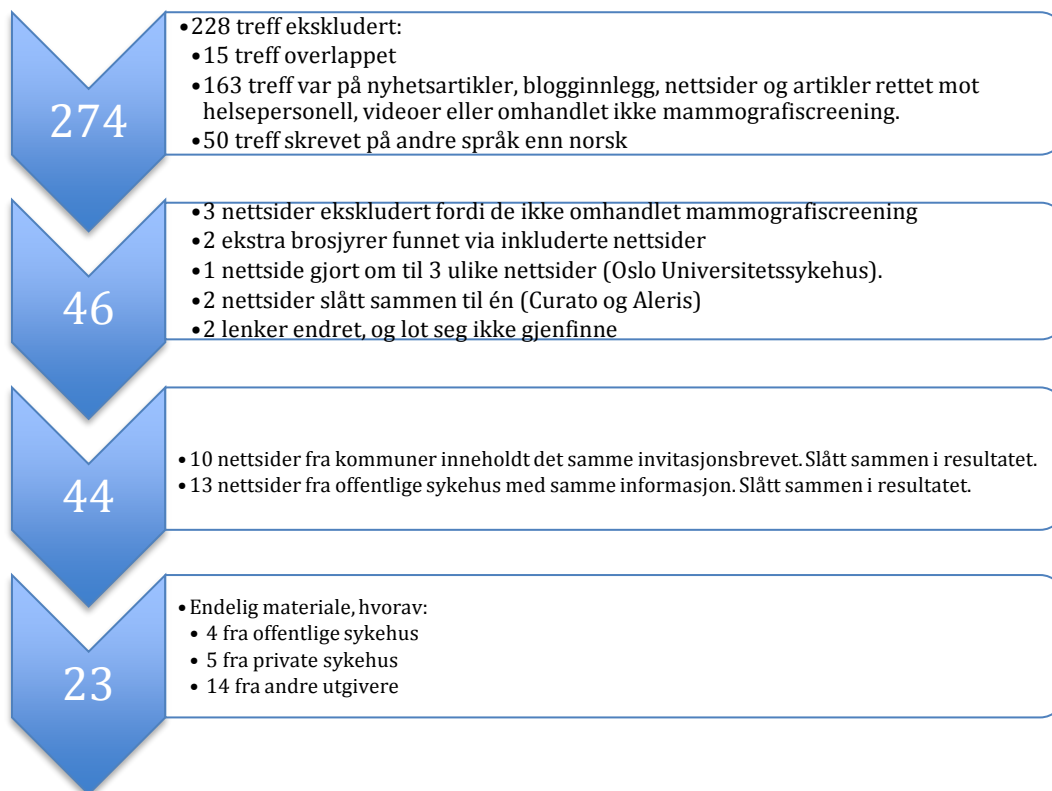 274
•228 treff ekskludert:
•15 treff overlappet
•163 treff var på nyhetsartikler, blogginnlegg, nettsider og artikler rettet mot
helsepersonell, videoer eller omhandlet ikke mammografiscreening.
•50 treff skrevet på andre språk enn norsk
46
•3 nettsider ekskludert fordi de ikke omhandlet mammografiscreening
•2 ekstra brosjyrer funnet via inkluderte nettsider
•1 nettside gjort om til 3 ulike nettsider (Oslo Universitetssykehus).
•2 nettsider slått sammen til én (Curato og Aleris)
•2 lenker endret, og lot seg ikke gjenfinne
44
•10 nettsider fra kommuner inneholdt det samme invitasjonsbrevet. Slått sammen i resultatet.
•13 nettsider fra offentlige sykehus med samme informasjon. Slått sammen i resultatet.
23
•Endelig materiale, hvorav:
• 4 fra offentlige sykehus
• 5 fra private sykehus
• 14 fra andre utgivere